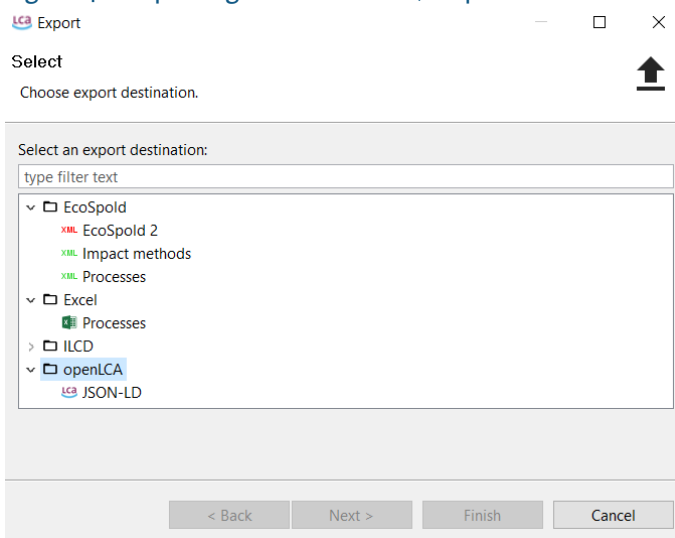 Export
Select
Choose export destination.
Select an export destination:
type filter text
EcoSpold
XML EcoSpold 2
XML Impact methods
XML Processes
Excel
Processes
ILCD
openLCA
LCA JSON-LD
< Back Next > Finish Cancel